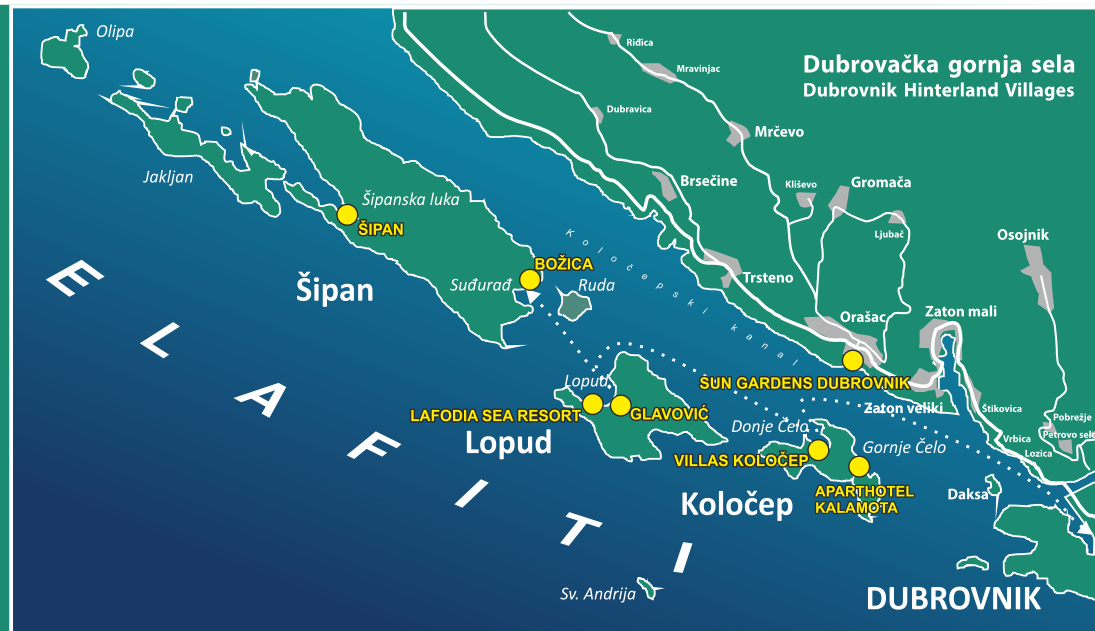 Olipa
Riđica
Mravinjac
Dubrovačka gornja sela
Dubrovnik Hinterland Villages
Dubravica
Mrčevo
Jakljan
Brsečine
Kliševo
Gromača
Šipanska luka
ŠIPAN
Ljubač
Osojnik
Koločepski kanal
BOŽICA
Trsteno
Šipan
Suđurađ
Ruda
Orašac
Zaton mali
ELAFITI
Lopud
SUN GARDENS DUBROVNIK
LAFODIA SEA RESORT
GLAVOVIĆ
Zaton veliki
Štikovica
Pobrežje
Lopud
Donje Čelo
Vrbica
Petrovo selo
Gornje Čelo
Lozica
VILLAS KOLOČEP
Koločep
APARTHOTEL
KALAMOTA
Daksa
Sv. Andrija
DUBROVNIK